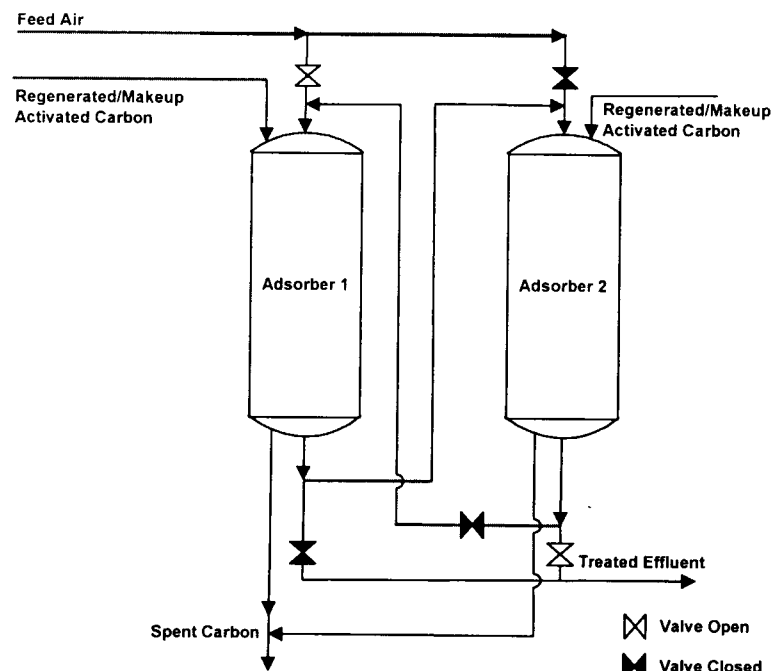 Feed Air
Regenerated/Makeup
Activated Carbon
Regenerated/Makeup
Activated Carbon
Adsorber 1
Adsorber 2
Treated Effluent
Spent Carbon
Valve Open
Valve Closed